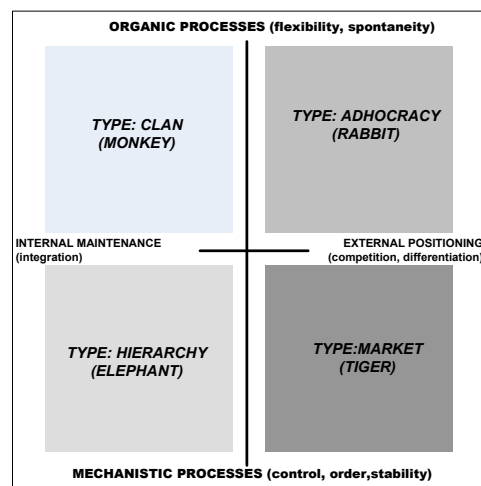 ORGANIC PROCESSES (flexibility, spontaneity)
TYPE: CLAN
(MONKEY)
TYPE: ADHOCRACY
(RABBIT)
INTERNAL MAINTENANCE
(integration)
EXTERNAL POSITIONING
(competition, differentiation)
TYPE: HIERARCHY
(ELEPHANT)
TYPE:MARKET
(TIGER)
MECHANISTIC PROCESSES (control, order,stability)